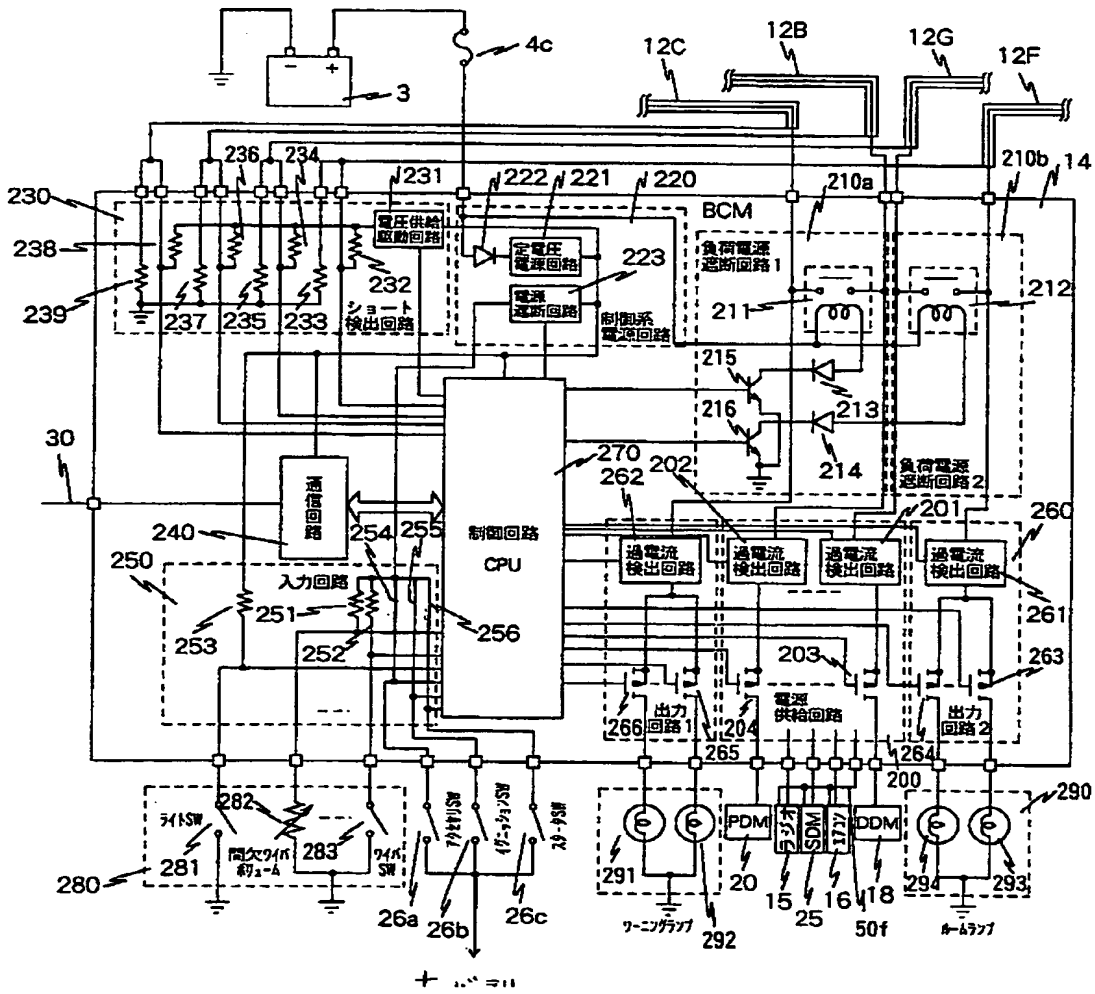 4c
12C
12B
12G
12F
－ ＋
3
230
236
234
231
222
221
220
210a
210b
14
BCM
238
電圧供給
駆動回路
定電圧
電源回路
223
負荷電源
遮断回路1
211
212
239
232
電源
遮断回路
237
235
233
ショート
検出回路
制御系
電源回路
215
213
216
214
30
270
202
262
負荷電源
遮断回路2
201
260
通信
回路
240
254
255
制御回路
CPU
過電流
検出回路
過電流
検出回路
過電流
検出回路
過電流
検出回路
261
250
入力回路
251
253
252
256
203
263
266
出力
回路1
204
電源
供給回路
264
出力
回路2
265
200
ライトSW
282
281
間欠ワイパ
ボリューム
283
ワイパ
SW
280
アクセサリSW
イグニッションSW
スタータSW
26a
26b
26c
291
292
ワーニングランプ
PDM
20
ラジオ
15
SDM
25
エアコン
16
DDM
18
50f
290
294
293
ルームランプ